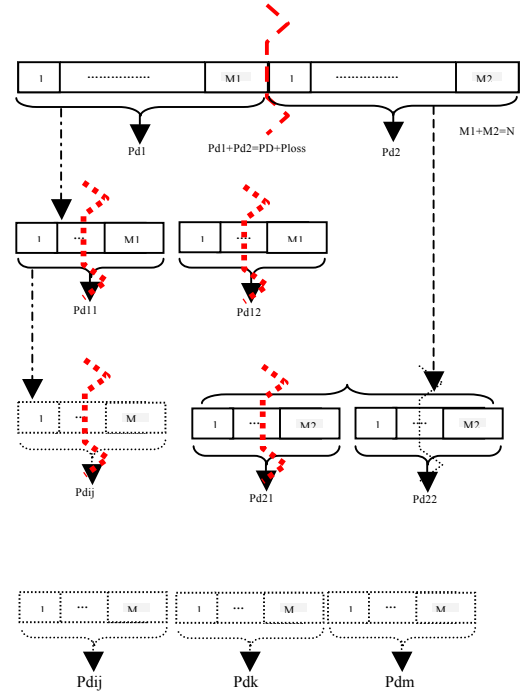 1 ................ M1 1 ................ M2
Pd1 Pd1+Pd2=PD+Ploss Pd2 M1+M2=N
1 ... M1 1 .... M1
Pd11 Pd12
1 ... M 1 ... M2 1 .... M2
Pdij Pd21 Pd22
1 ... M 1 ... M 1 ... M
Pdij Pdk Pdm